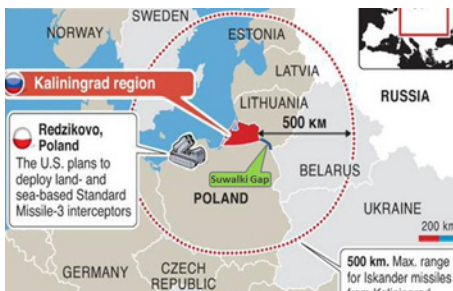 SWEDEN
NORWAY
ESTONIA
LATVIA
Kaliningrad region
LITHUANIA
RUSSIA
500 KM
Redzikovo,
Poland
The U.S. plans to
deploy land- and
sea-based Standard
Missile-3 interceptors
Suwalki Gap
BELARUS
POLAND
UKRAINE
200 km
GERMANY
CZECH
REPUBLIC
500 km. Max. range
for Iskander missiles
from Kaliningrad